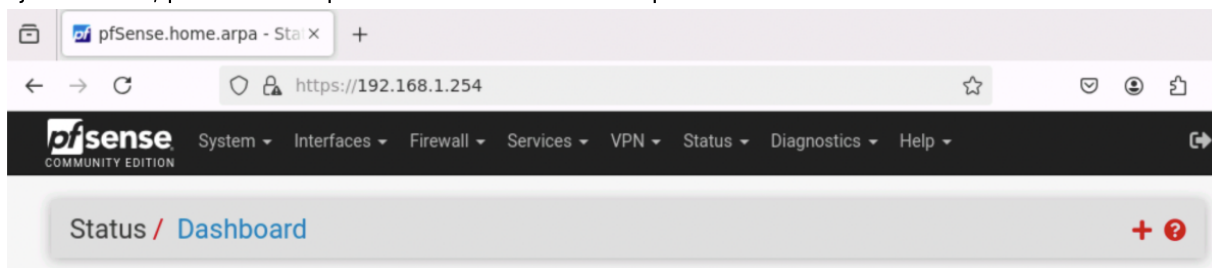 pfSense.home.arpa - Sta
https://192.168.1.254
pfsense System Interfaces Firewall Services VPN Status Diagnostics Help
COMMUNITY EDITION
Status / Dashboard